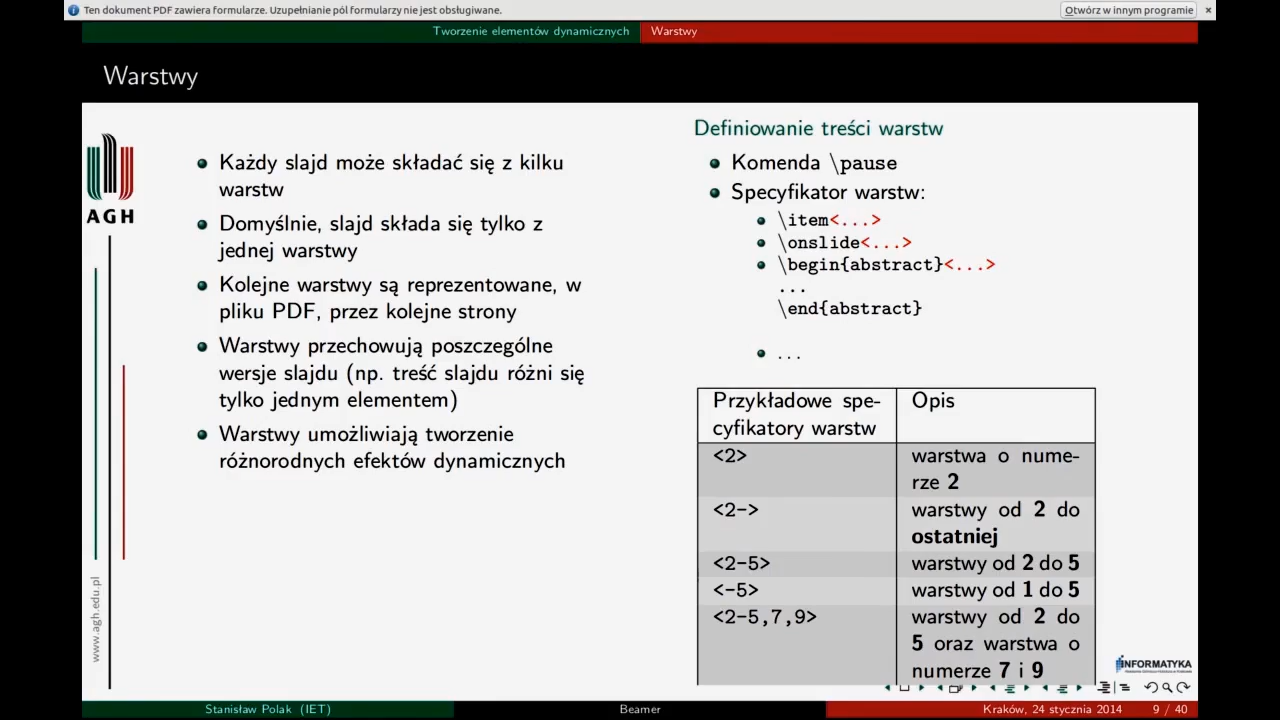 Ten dokument PDF zawiera formularze. Uzupełnianie pól formularzy nie jest obsługiwane.
Otwórz w innym programie
Tworzenie elementów dynamicznych
Warstwy
Warstwy
AGH
www.agh.edu.pl
Każdy slajd może składać się z kilku
warstw
Domyślnie, slajd składa się tylko z
jednej warstwy
Kolejne warstwy są reprezentowane, w
pliku PDF, przez kolejne strony
Warstwy przechowują poszczególne
wersje slajdu (np. treść slajdu różni się
tylko jednym elementem)
Warstwy umożliwiają tworzenie
różnorodnych efektów dynamicznych
Definiowanie treści warstw
Komenda \pause
Specyfikator warstw:
\item<...>
\onslide<...>
\begin{abstract}<...>
...
\end{abstract}
...
Przykładowe spe-
cyfikatory warstw
Opis
<2>
warstwa o nume-
rze 2
<2->
warstwy od 2 do
ostatniej
<2-5>
warstwy od 2 do 5
<-5>
warstwy od 1 do 5
<2-5,7,9>
warstwy od 2 do
5 oraz warstwa o
numerze 7 i 9
INFORMATYKA
Stanisław Polak (IET)
Beamer
Kraków, 24 stycznia 2014
9 / 40